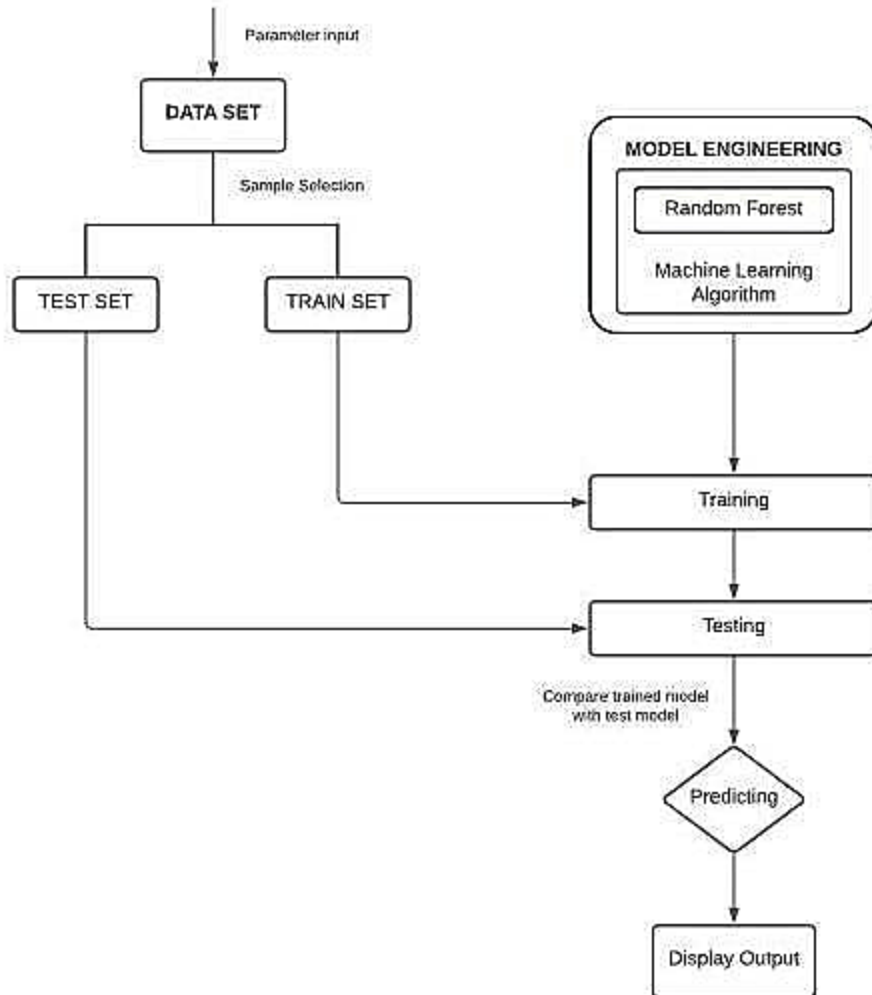 Parameter input
DATA SET
Sample Selection
TEST SET
TRAIN SET
MODEL ENGINEERING
Random Forest
Machine Learning
Algorithm
Training
Testing
Compare trained model
with test model
Predicting
Display Output